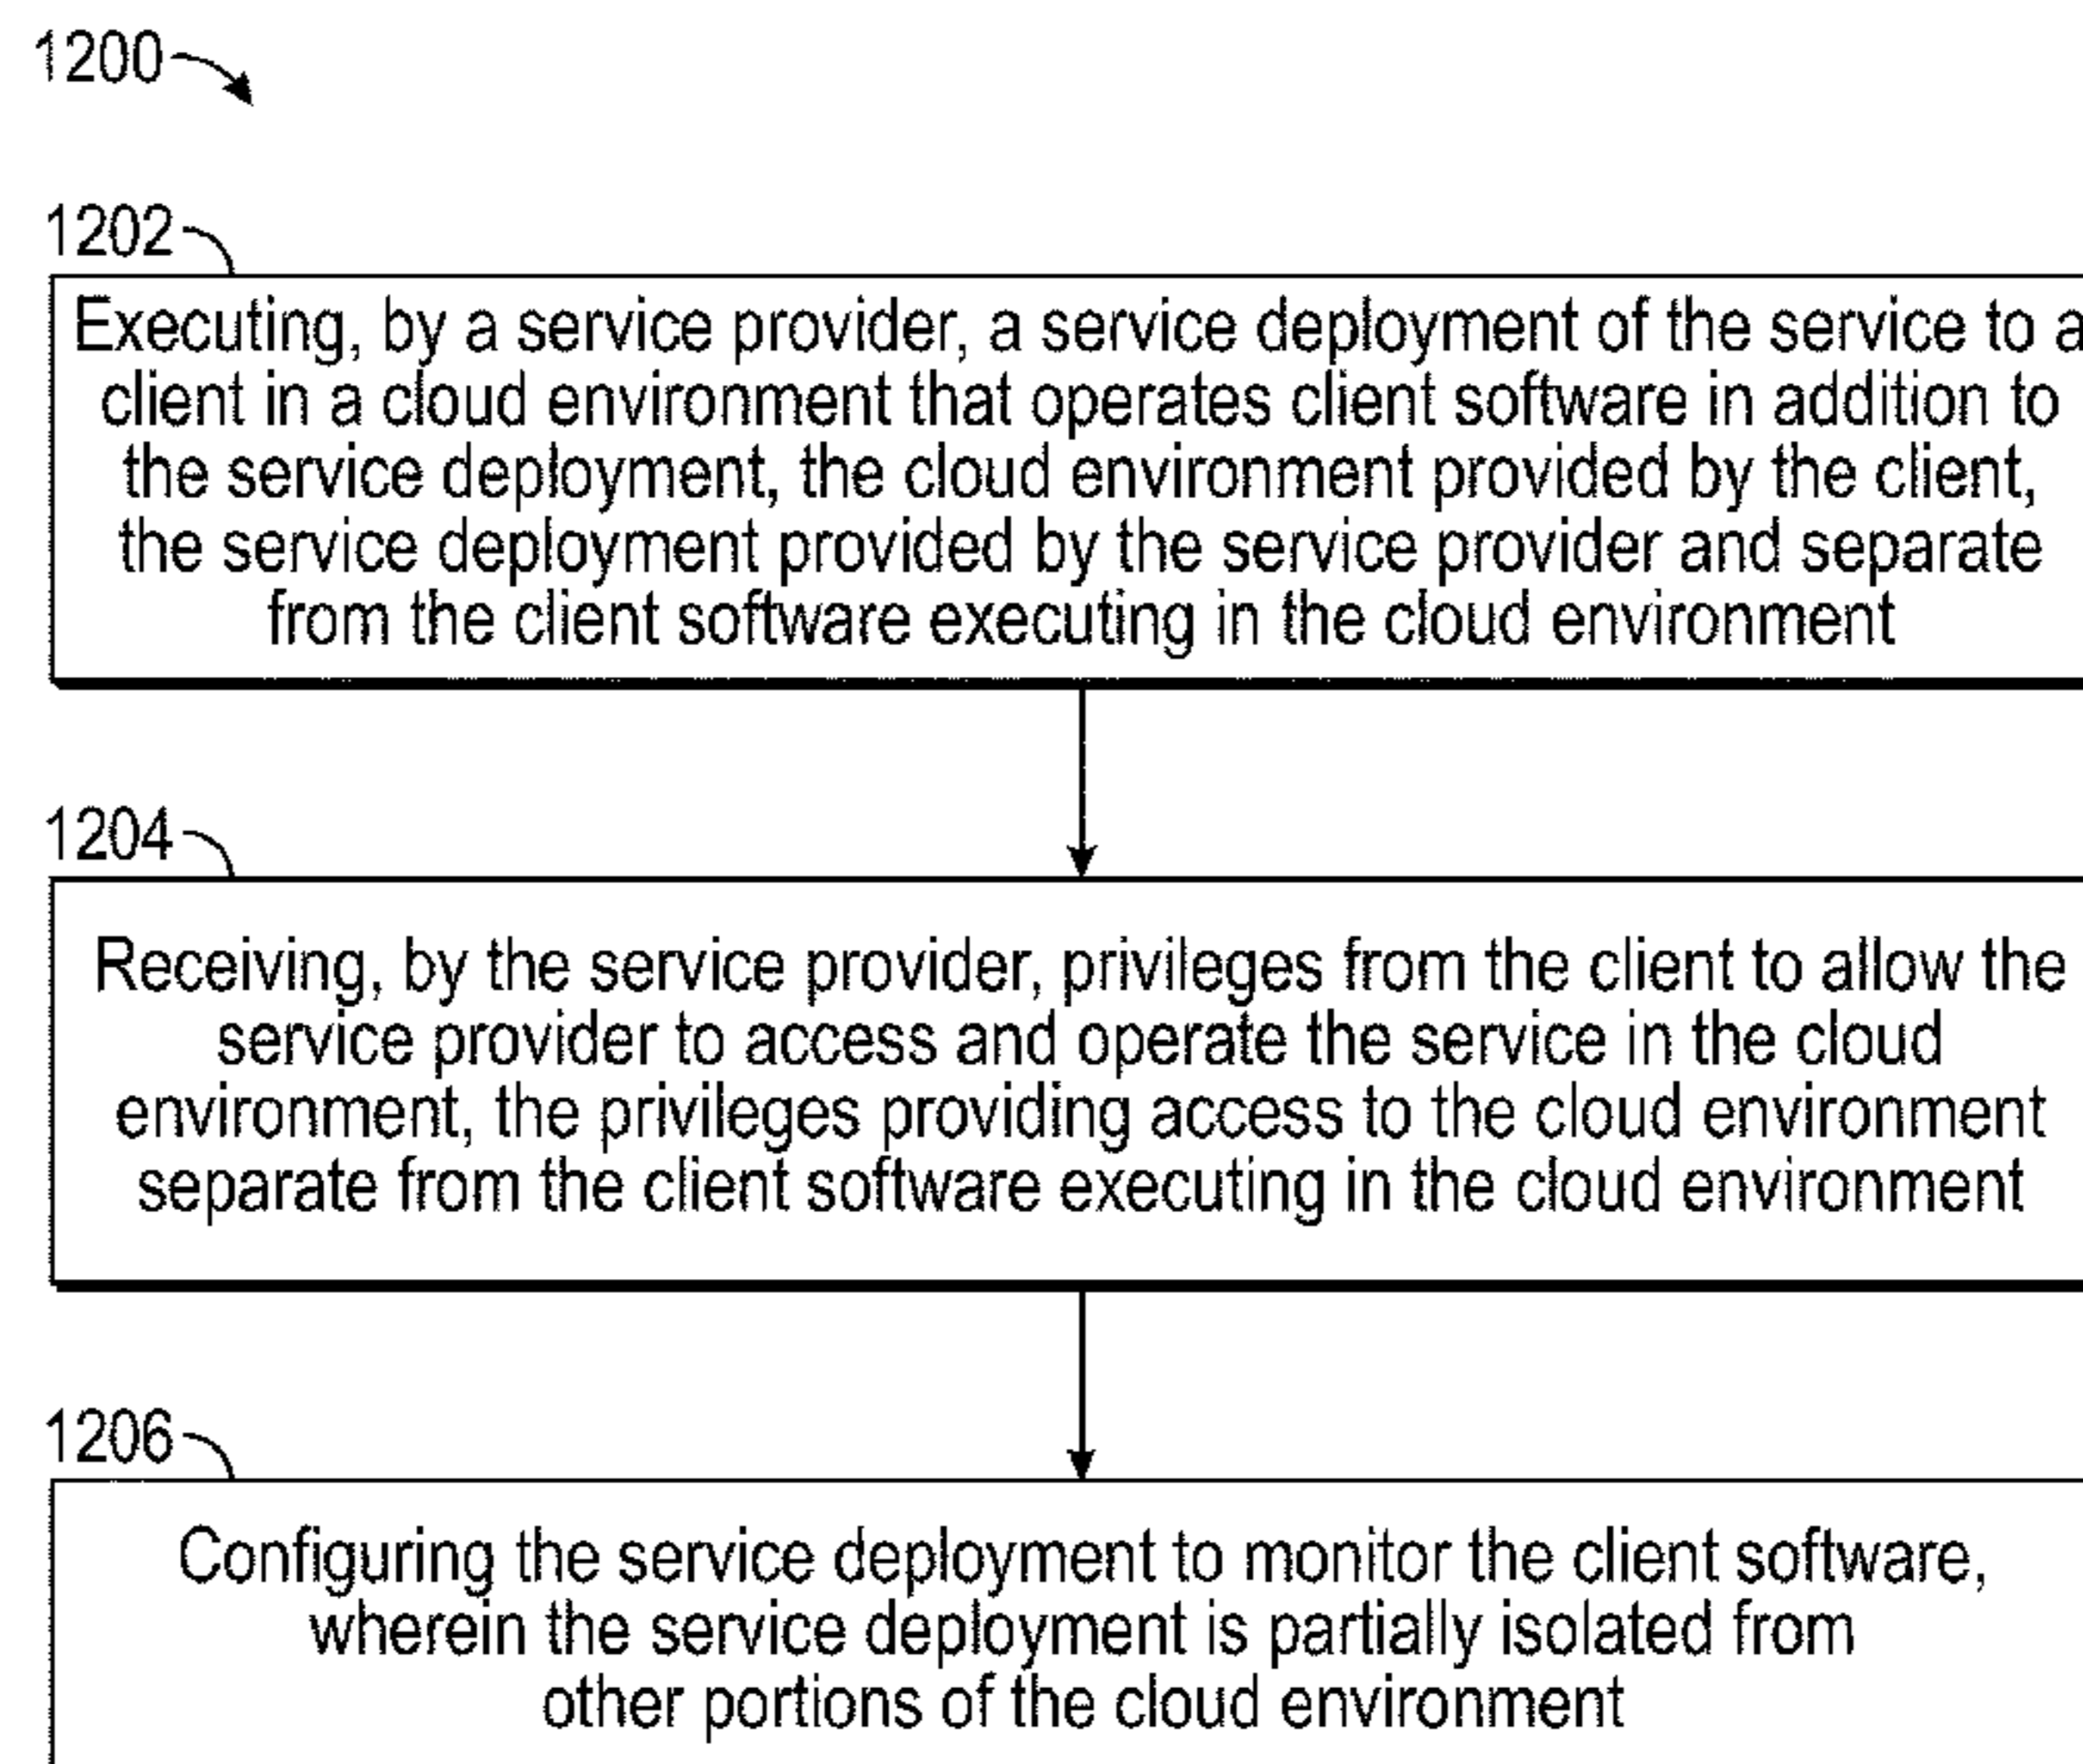 1200
1202
Executing, by a service provider, a service deployment of the service to a
client in a cloud environment that operates client software in addition to
the service deployment, the cloud environment provided by the client,
the service deployment provided by the service provider and separate
from the client software executing in the cloud environment
1204
Receiving, by the service provider, privileges from the client to allow the
service provider to access and operate the service in the cloud
environment, the privileges providing access to the cloud environment
separate from the client software executing in the cloud environment
1206
Configuring the service deployment to monitor the client software,
wherein the service deployment is partially isolated from
other portions of the cloud environment